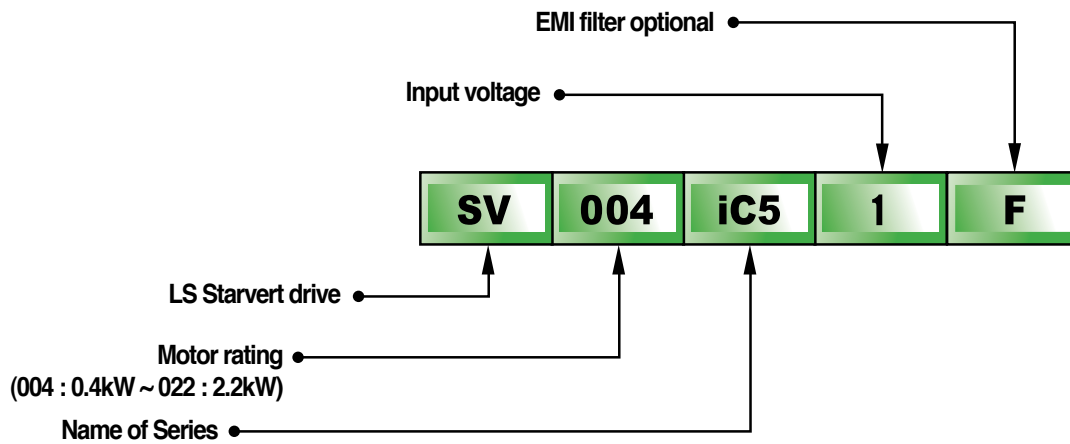 EMI filter optional
Input voltage
SV 004 iC5 1 F
LS Starvert drive
Motor rating
(004 : 0.4kW ~ 022 : 2.2kW)
Name of Series